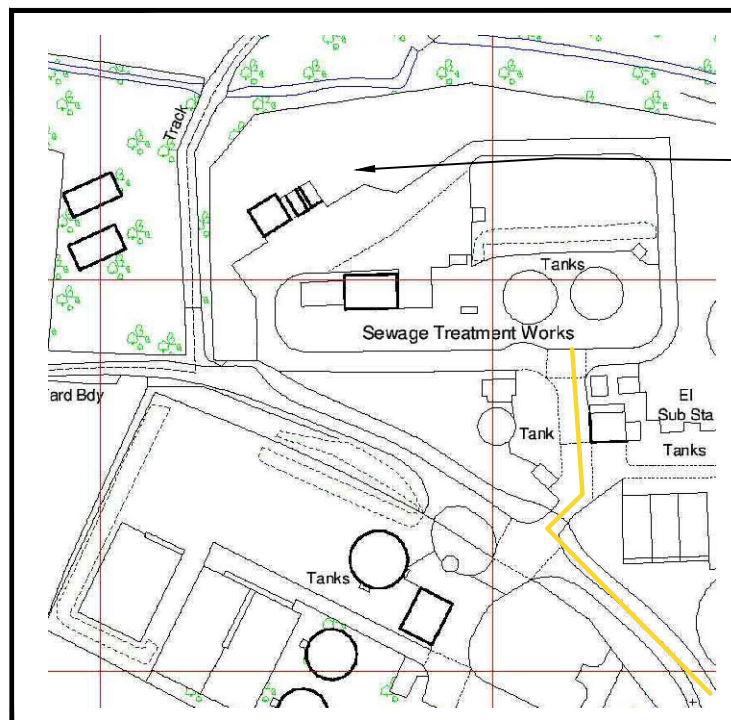 Track
Tanks
Sewage Treatment Works
ard Bdy
El
Sub Sta
Tank
Tanks
Tanks